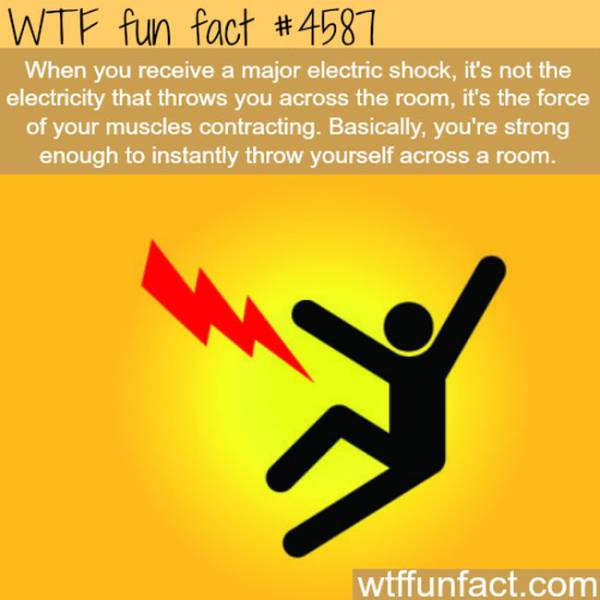 WTF fun fact #4587
When you receive a major electric shock, it's not the
electricity that throws you across the room, it's the force
of your muscles contracting. Basically, you're strong
enough to instantly throw yourself across a room.
wtffunfact.com